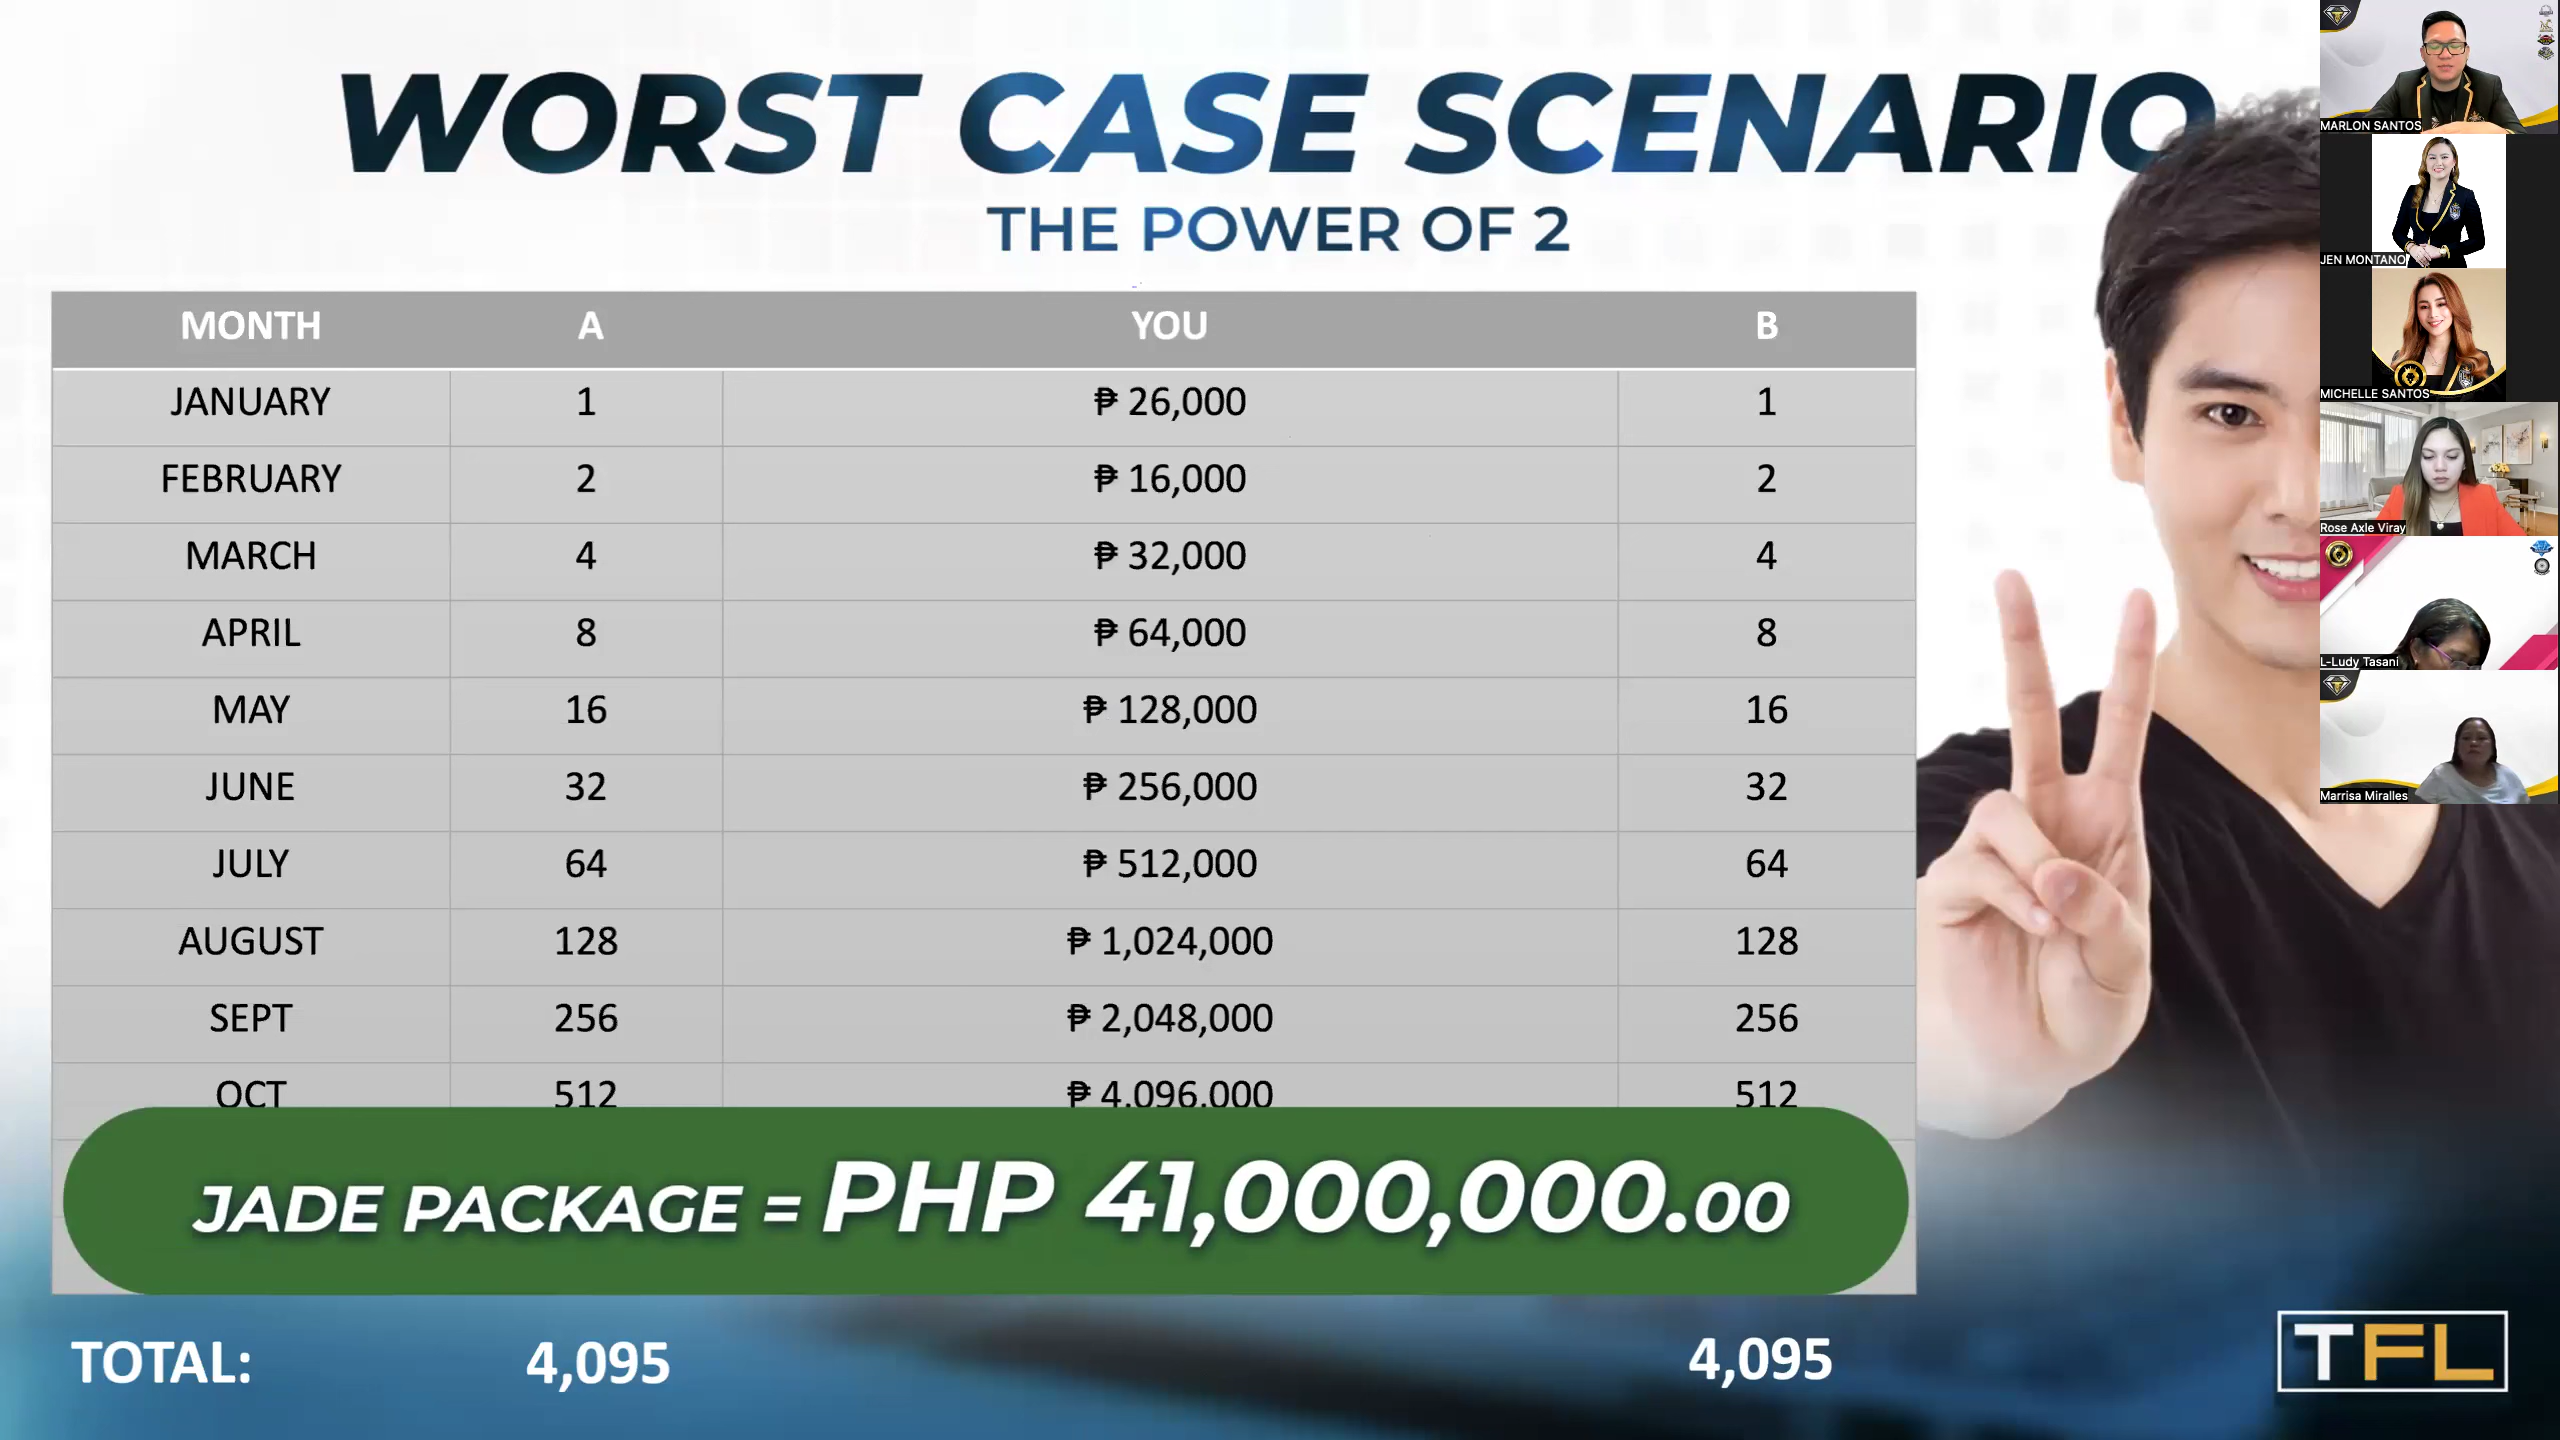 WORST CASE SCENARIO
THE POWER OF 2
MONTH A YOU B
JANUARY 1 ₱ 26,000 1
FEBRUARY 2 ₱ 16,000 2
MARCH 4 ₱ 32,000 4
APRIL 8 ₱ 64,000 8
MAY 16 ₱ 128,000 16
JUNE 32 ₱ 256,000 32
JULY 64 ₱ 512,000 64
AUGUST 128 ₱ 1,024,000 128
SEPT 256 ₱ 2,048,000 256
OCT 512 ₱ 4,096,000 512
JADE PACKAGE = PHP 41,000,000.00
TOTAL: 4,095 4,095
TFL
MARLON SANTOS
JEN MONTANO
MICHELLE SANTOS
Rose Axle Viray
L-Ludy Tasani
Marrisa Miralles